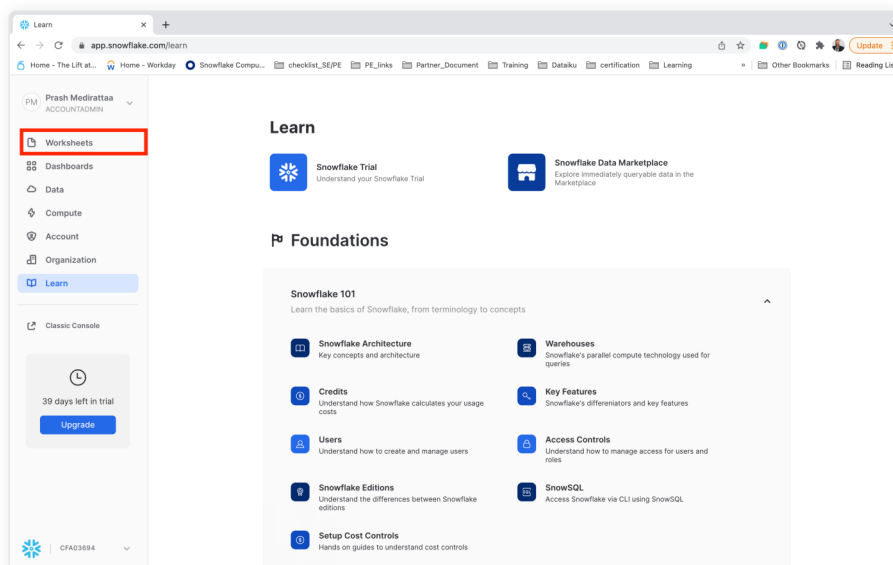 Learn
app.snowflake.com/learn
Update
Home - The Lift at...
Home - Workday
Snowflake Compu...
checklist_SE/PE
PE_links
Partner_Document
Training
Dataiku
certification
Learning
»
Other Bookmarks
Reading Lis
PM
Prash Medirattaa
ACCOUNTADMIN
Worksheets
Dashboards
Data
Compute
Account
Organization
Learn
Classic Console
39 days left in trial
Upgrade
CFA03694
Learn
Snowflake Trial
Understand your Snowflake Trial
Snowflake Data Marketplace
Explore immediately queryable data in the
Marketplace
Foundations
Snowflake 101
Learn the basics of Snowflake, from terminology to concepts
Snowflake Architecture
Key concepts and architecture
Warehouses
Snowflake's parallel compute technology used for
queries
Credits
Understand how Snowflake calculates your usage
costs
Key Features
Snowflake's differeniators and key features
Users
Understand how to create and manage users
Access Controls
Understand how to manage access for users and
roles
Snowflake Editions
Understand the differences between Snowflake
editions
SQL
SnowSQL
Access Snowflake via CLI using SnowSQL
Setup Cost Controls
Hands on guides to understand cost controls